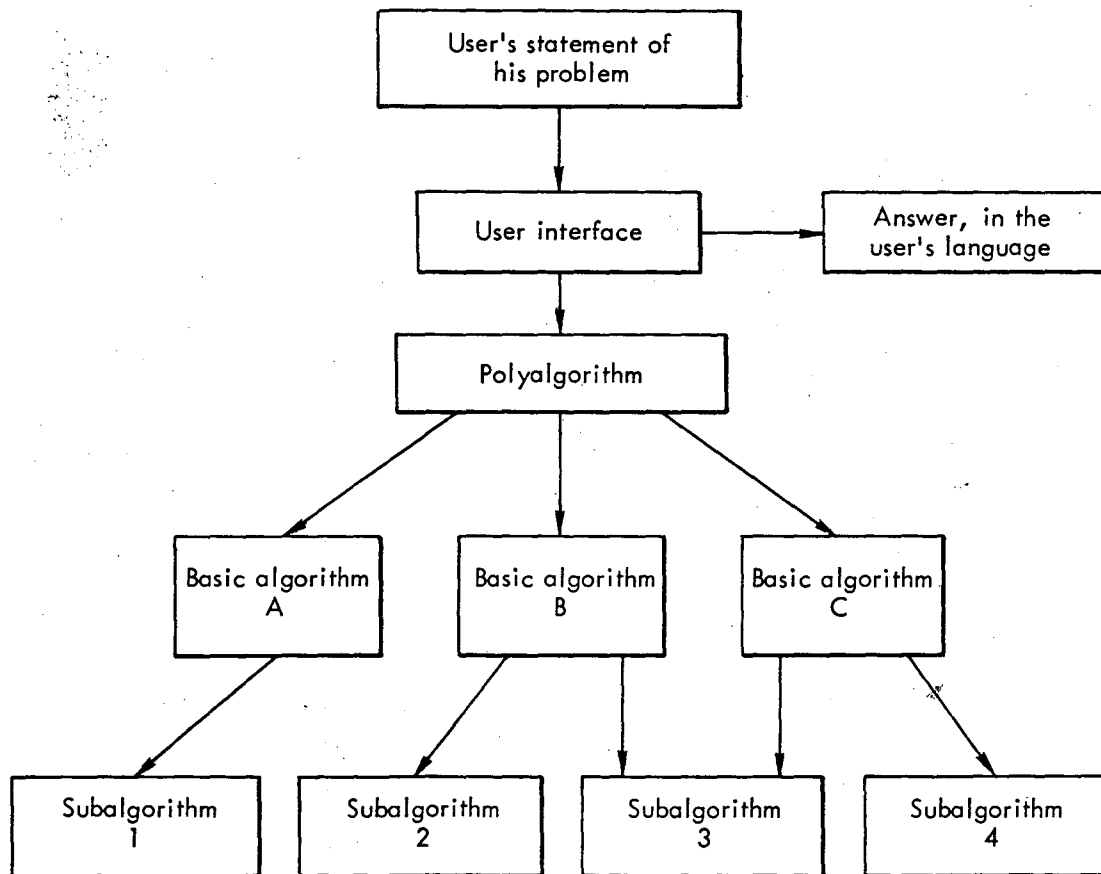 User's statement of
his problem
User interface
Answer, in the
user's language
Polyalgorithm
Basic algorithm
A
Basic algorithm
B
Basic algorithm
C
Subalgorithm
1
Subalgorithm
2
Subalgorithm
3
Subalgorithm
4